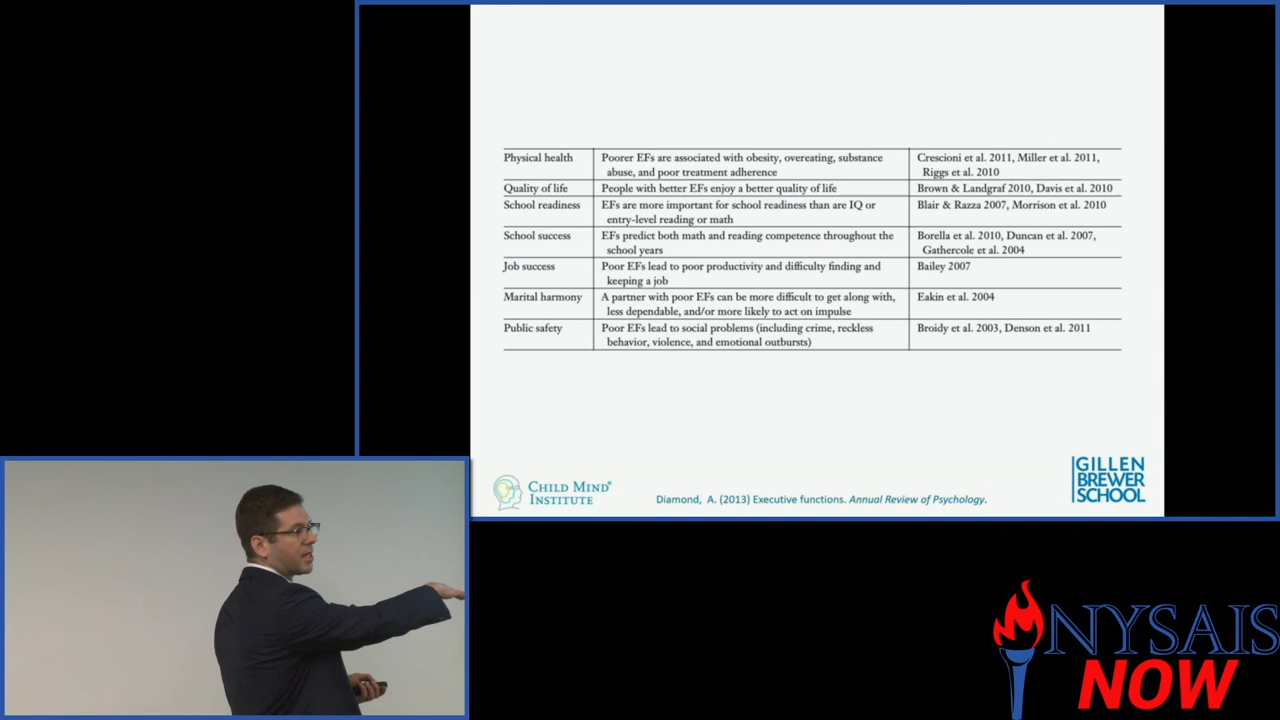 Physical health
Poorer EFs are associated with obesity, overeating, substance
abuse, and poor treatment adherence
Crescioni et al. 2011, Miller et al. 2011,
Riggs et al. 2010
Quality of life
People with better EFs enjoy a better quality of life
Brown & Landgraf 2010, Davis et al. 2010
School readiness
EFs are more important for school readiness than are IQ or
entry-level reading or math
Blair & Razza 2007, Morrison et al. 2010
School success
EFs predict both math and reading competence throughout the
school years
Borella et al. 2010, Duncan et al. 2007,
Gathercole et al. 2004
Job success
Poor EFs lead to poor productivity and difficulty finding and
keeping a job
Bailey 2007
Marital harmony
A partner with poor EFs can be more difficult to get along with,
less dependable, and/or more likely to act on impulse
Eakin et al. 2004
Public safety
Poor EFs lead to social problems (including crime, reckless
behavior, violence, and emotional outbursts)
Broidy et al. 2003, Denson et al. 2011
CHILD MIND®
INSTITUTE
Diamond, A. (2013) Executive functions. Annual Review of Psychology.
GILLEN
BREWER
SCHOOL
NYSAIS
NOW